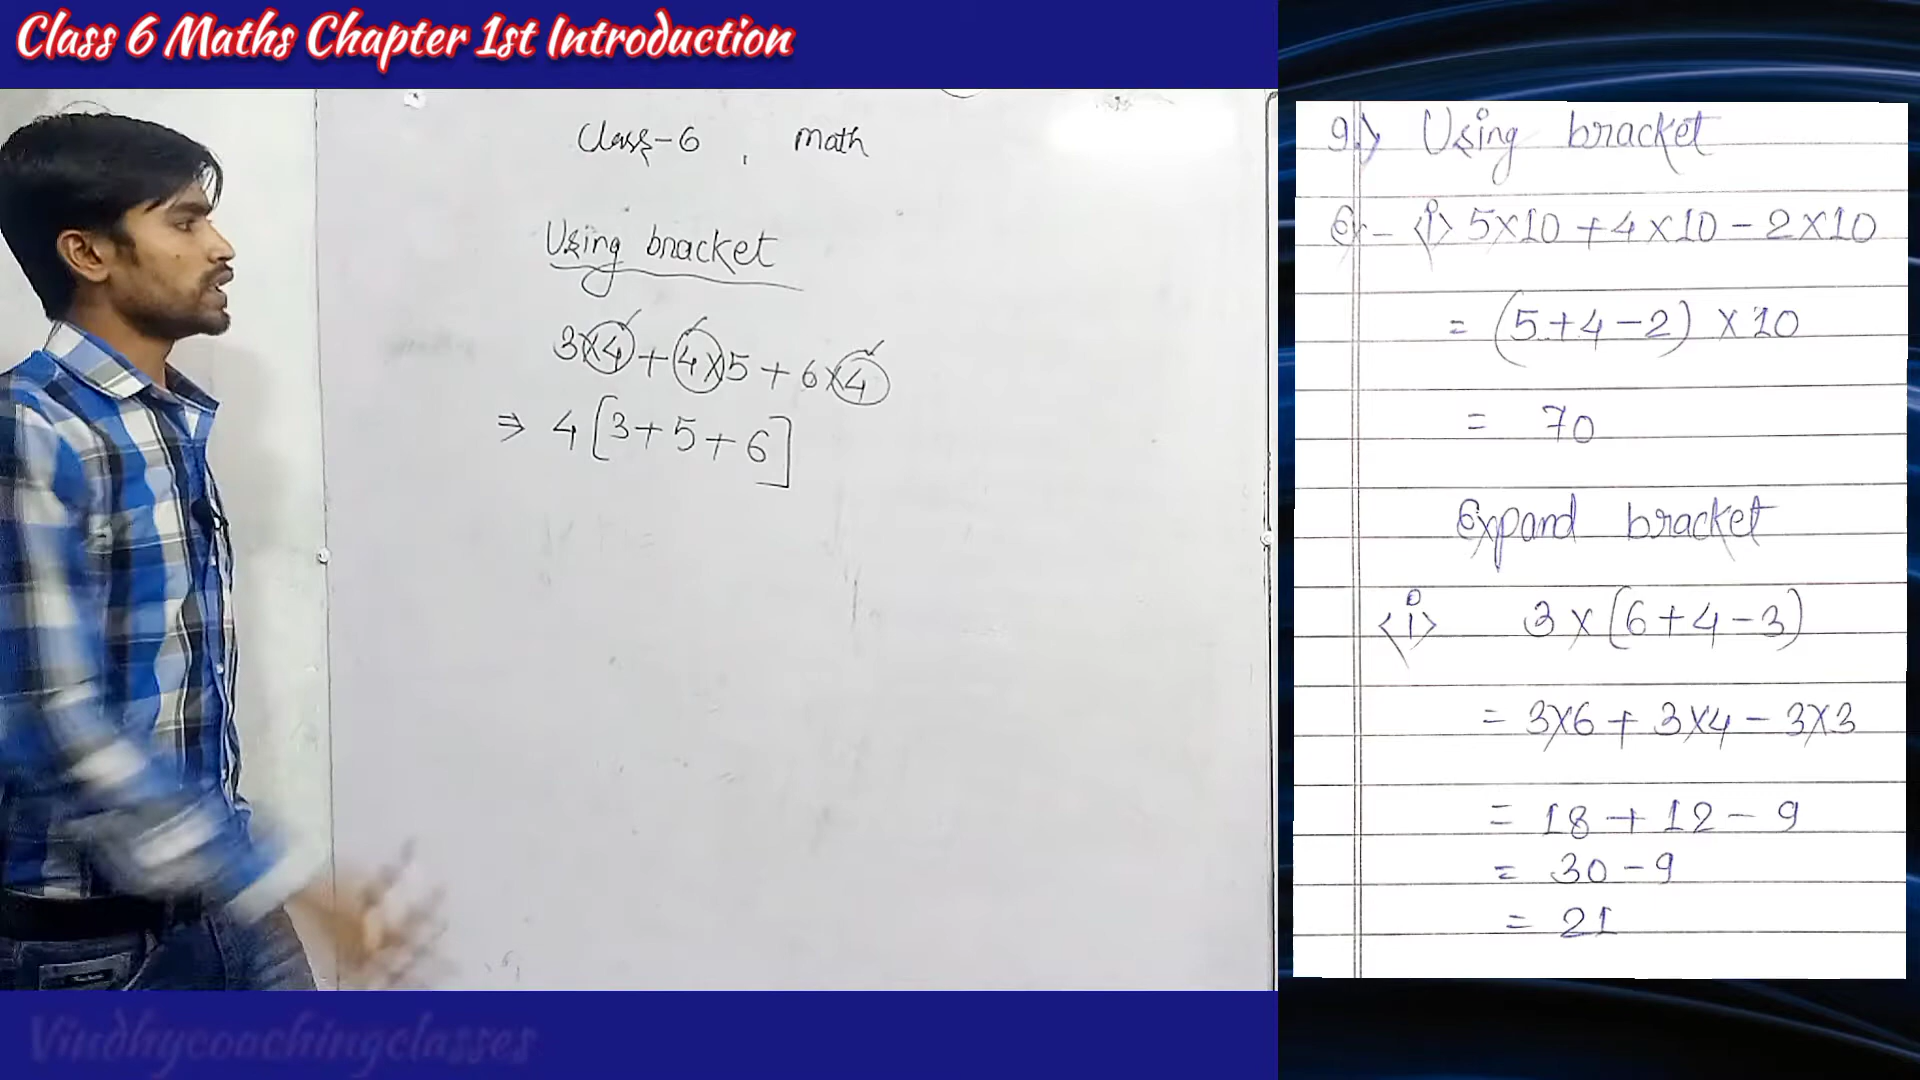 Class 6 Maths Chapter 1st Introduction
Class-6 , Math
Using bracket
3×4 + 4×5 + 6×4
⇒ 4[3+5+6]
Vindhycoachingclasses
9) Using bracket
Ex- <i> 5×10 + 4×10 - 2×10
= (5+4-2) ×10
= 70
Expand bracket
<i> 3×(6+4-3)
= 3×6 + 3×4 - 3×3
= 18 + 12 - 9
= 30 - 9
= 21